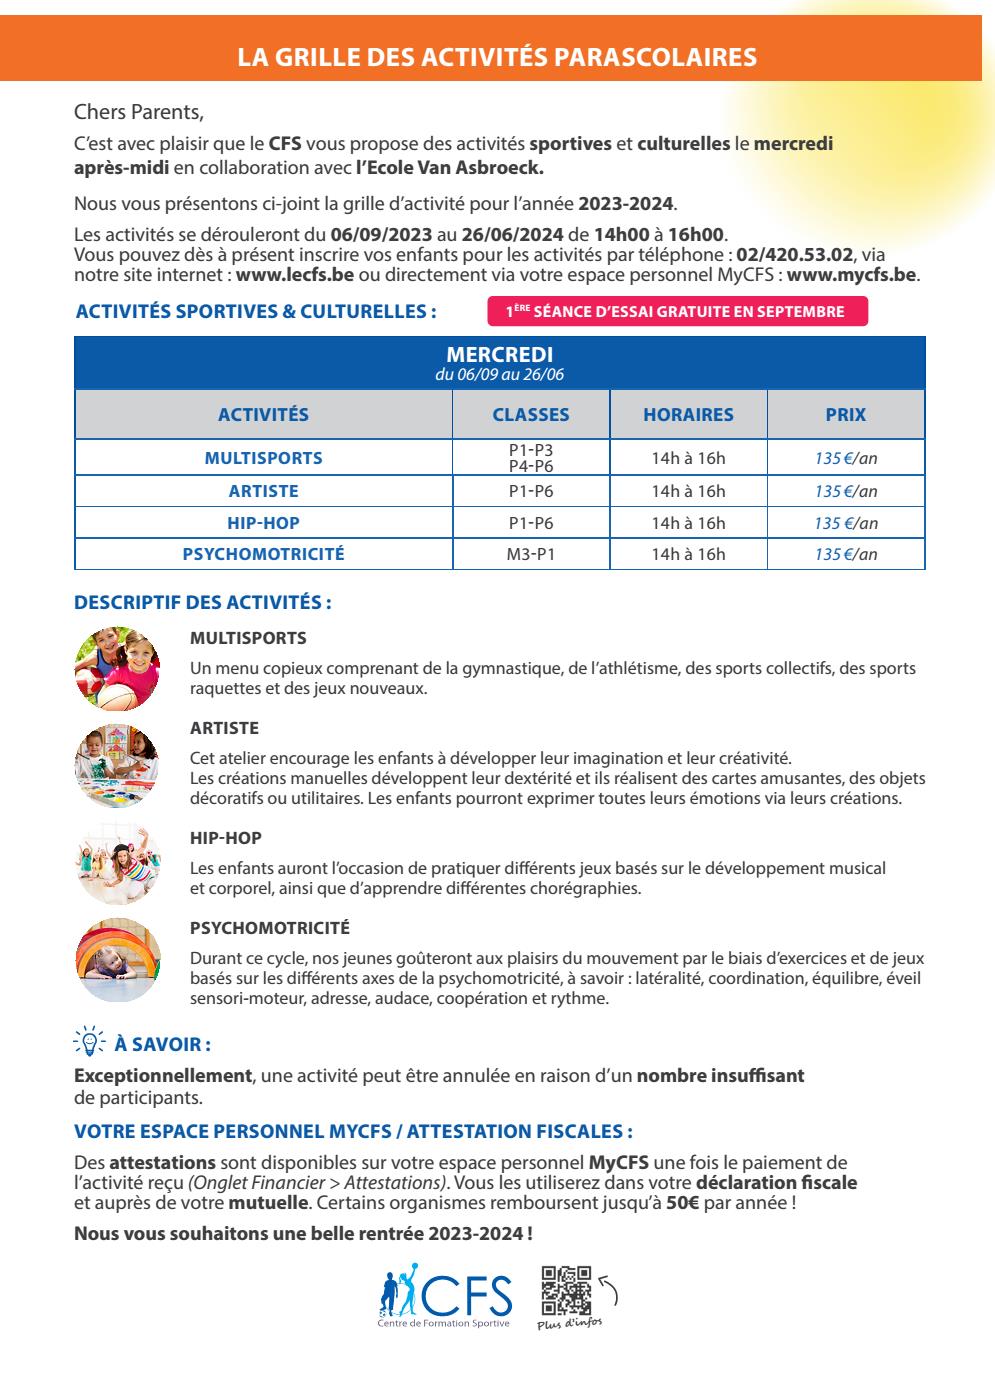 LA GRILLE DES ACTIVITÉS PARASCOLAIRES
Chers Parents,
C’est avec plaisir que le CFS vous propose des activités sportives et culturelles le mercredi
après-midi en collaboration avec l’Ecole Van Asbroeck.
Nous vous présentons ci-joint la grille d’activité pour l’année 2023-2024.
Les activités se dérouleront du 06/09/2023 au 26/06/2024 de 14h00 à 16h00.
Vous pouvez dès à présent inscrire vos enfants pour les activités par téléphone : 02/420.53.02, via
notre site internet : www.lecfs.be ou directement via votre espace personnel MyCFS : www.mycfs.be.
ACTIVITÉS SPORTIVES & CULTURELLES :
1ÈRE SÉANCE D’ESSAI GRATUITE EN SEPTEMBRE
MERCREDI
du 06/09 au 26/06
ACTIVITÉS CLASSES HORAIRES PRIX
MULTISPORTS P1-P3 P4-P6 14h à 16h 135 €/an
ARTISTE P1-P6 14h à 16h 135 €/an
HIP-HOP P1-P6 14h à 16h 135 €/an
PSYCHOMOTRICITÉ M3-P1 14h à 16h 135 €/an
DESCRIPTIF DES ACTIVITÉS :
MULTISPORTS
Un menu copieux comprenant de la gymnastique, de l’athlétisme, des sports collectifs, des sports
raquettes et des jeux nouveaux.
ARTISTE
Cet atelier encourage les enfants à développer leur imagination et leur créativité.
Les créations manuelles développent leur dextérité et ils réalisent des cartes amusantes, des objets
décoratifs ou utilitaires. Les enfants pourront exprimer toutes leurs émotions via leurs créations.
HIP-HOP
Les enfants auront l’occasion de pratiquer différents jeux basés sur le développement musical
et corporel, ainsi que d’apprendre différentes chorégraphies.
PSYCHOMOTRICITÉ
Durant ce cycle, nos jeunes goûteront aux plaisirs du mouvement par le biais d’exercices et de jeux
basés sur les différents axes de la psychomotricité, à savoir : latéralité, coordination, équilibre, éveil
sensori-moteur, adresse, audace, coopération et rythme.
À SAVOIR :
Exceptionnellement, une activité peut être annulée en raison d’un nombre insuffisant
de participants.
VOTRE ESPACE PERSONNEL MYCFS / ATTESTATION FISCALES :
Des attestations sont disponibles sur votre espace personnel MyCFS une fois le paiement de
l’activité reçu (Onglet Financier > Attestations). Vous les utiliserez dans votre déclaration fiscale
et auprès de votre mutuelle. Certains organismes remboursent jusqu’à 50€ par année !
Nous vous souhaitons une belle rentrée 2023-2024 !
CFS
Centre de Formation Sportive
Plus d’infos